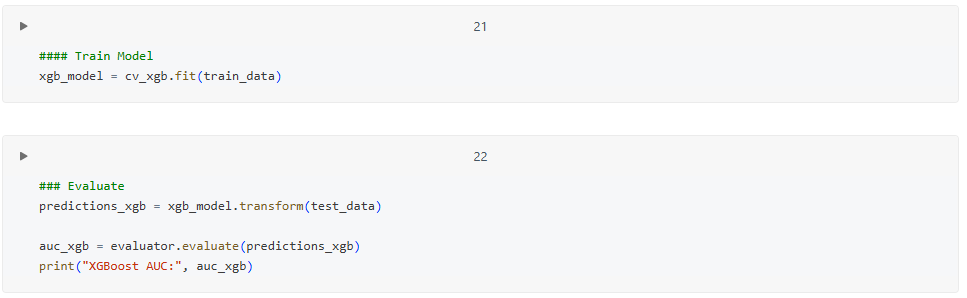 21
#### Train Model
xgb_model = cv_xgb.fit(train_data)
22
### Evaluate
predictions_xgb = xgb_model.transform(test_data)
auc_xgb = evaluator.evaluate(predictions_xgb)
print("XGBoost AUC:", auc_xgb)